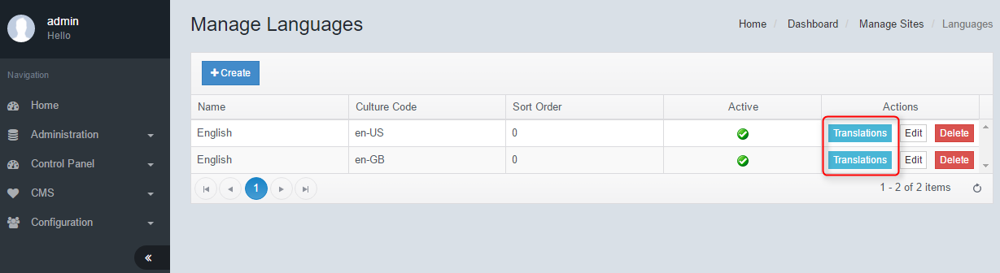 admin
Hello
Navigation
Home
Administration
Control Panel
CMS
Configuration
Manage Languages
Home / Dashboard / Manage Sites / Languages
Create
Name Culture Code Sort Order Active Actions
English en-US 0 Translations Edit Delete
English en-GB 0 Translations Edit Delete
1 1 - 2 of 2 items